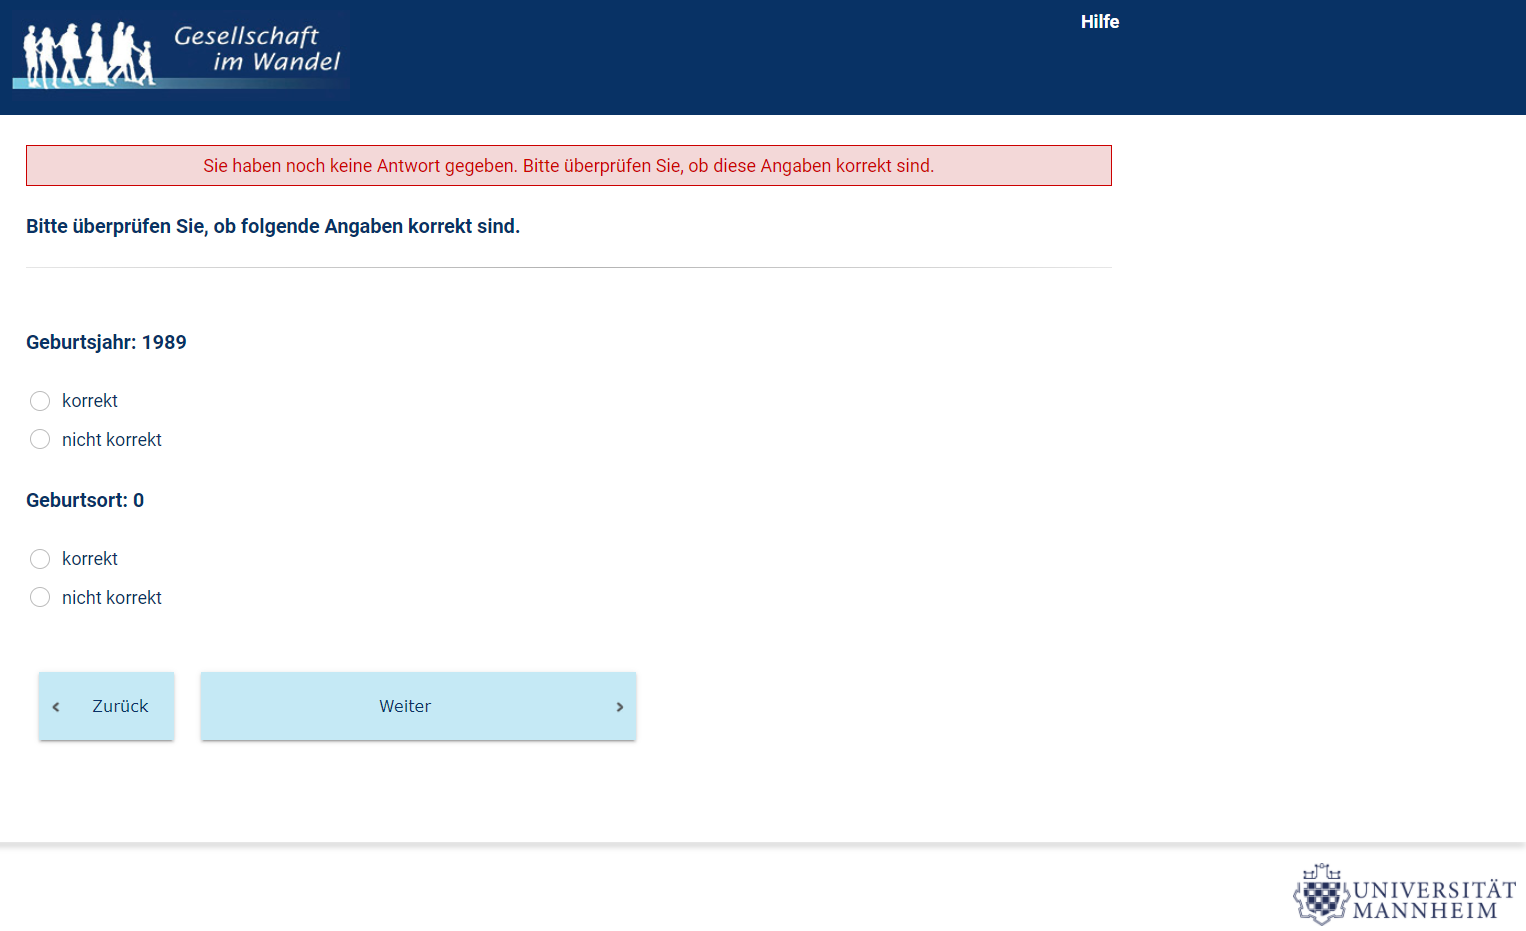 Gesellschaft
im Wandel
Hilfe
Sie haben noch keine Antwort gegeben. Bitte überprüfen Sie, ob diese Angaben korrekt sind.
Bitte überprüfen Sie, ob folgende Angaben korrekt sind.
Geburtsjahr: 1989
korrekt
nicht korrekt
Geburtsort: 0
korrekt
nicht korrekt
Zurück
Weiter
UNIVERSITÄT
MANNHEIM